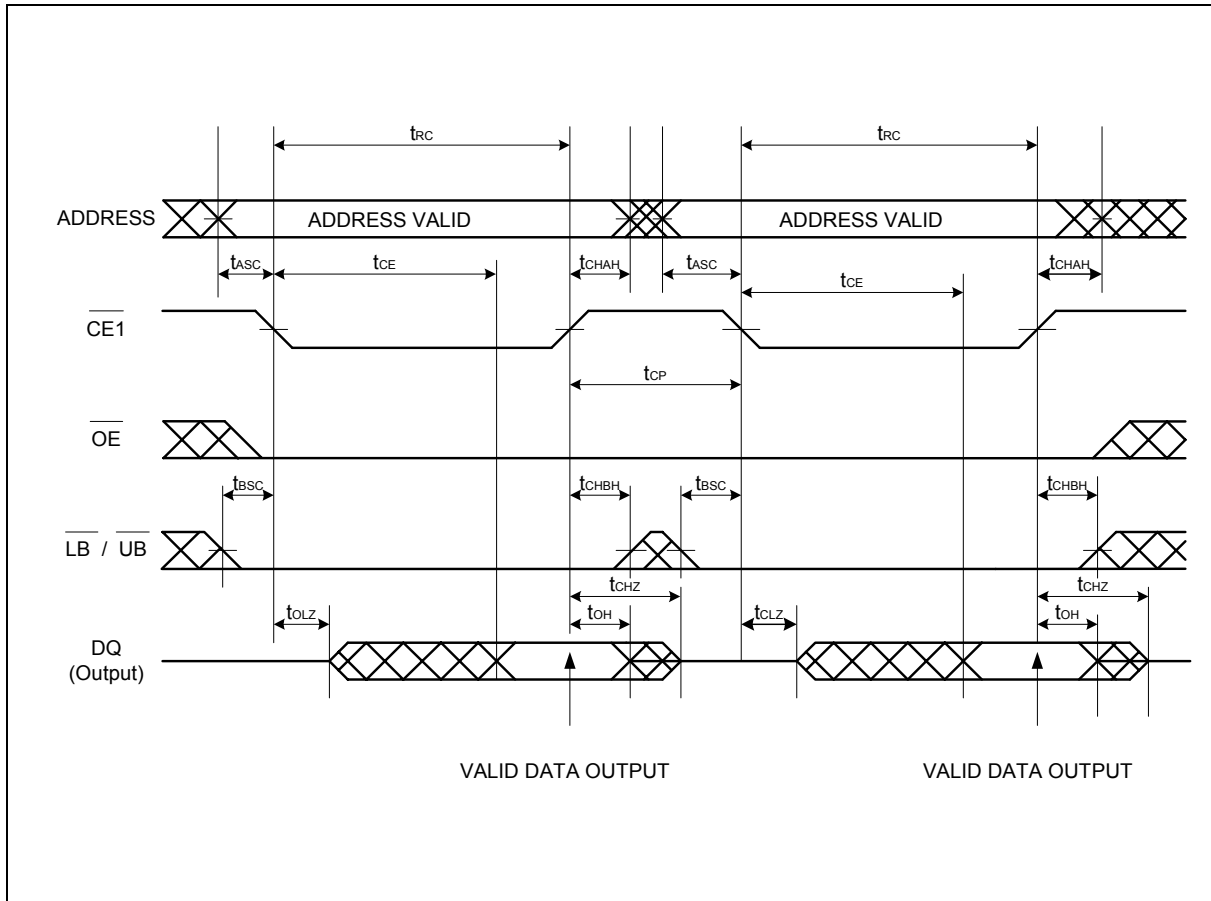 tRC tRC
ADDRESS ADDRESS VALID ADDRESS VALID
tASC tCE tCHAH tASC tCE tCHAH
CE1
tCP
OE
tBSC tCHBH tBSC tCHBH
LB / UB
tCHZ tCHZ
tOLZ tOH tCLZ tOH
DQ
(Output)
VALID DATA OUTPUT VALID DATA OUTPUT